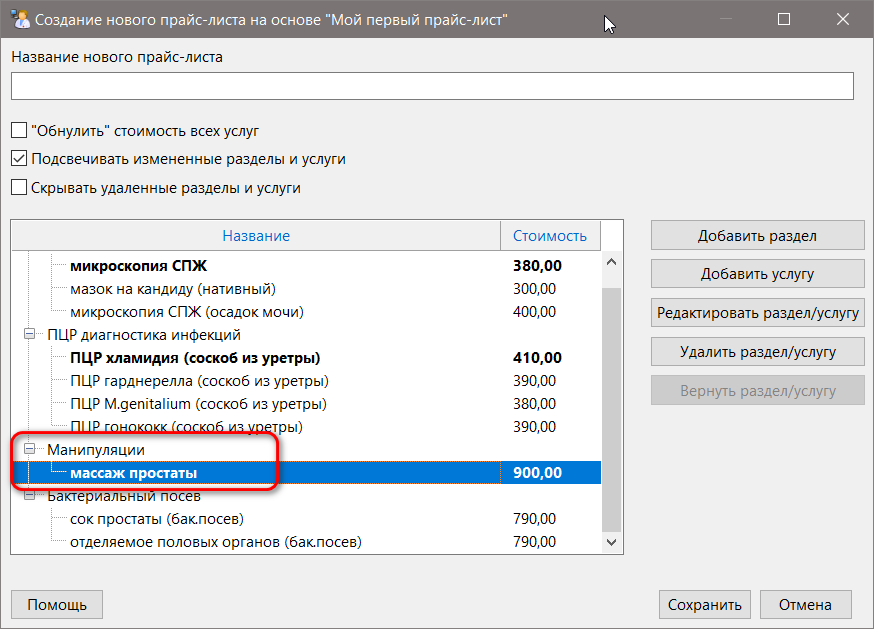 Создание нового прайс-листа на основе "Мой первый прайс-лист"
Название нового прайс-листа
"Обнулить" стоимость всех услуг
Подсвечивать измененные разделы и услуги
Скрывать удаленные разделы и услуги
Название Стоимость
микроскопия СПЖ 380,00
мазок на кандиду (нативный) 300,00
микроскопия СПЖ (осадок мочи) 400,00
ПЦР диагностика инфекций
ПЦР хламидия (соскоб из уретры) 410,00
ПЦР гарднерелла (соскоб из уретры) 390,00
ПЦР M.genitalium (соскоб из уретры) 380,00
ПЦР гонококк (соскоб из уретры) 390,00
Манипуляции
массаж простаты 900,00
Бактериальный посев
сок простаты (бак.посев) 790,00
отделяемое половых органов (бак.посев) 790,00
Добавить раздел
Добавить услугу
Редактировать раздел/услугу
Удалить раздел/услугу
Вернуть раздел/услугу
Помощь
Сохранить
Отмена